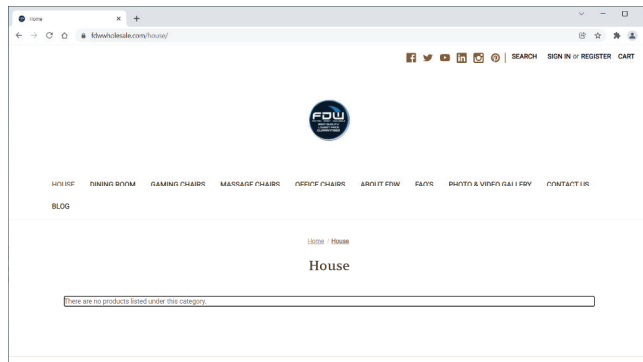 Home
fdwwholesale.com/house/
SEARCH SIGN IN or REGISTER CART
FDW
GUARANTEED
HOUSE DINING ROOM GAMING CHAIRS MASSAGE CHAIRS OFFICE CHAIRS ABOUT FDW FAQ'S PHOTO & VIDEO GALLERY CONTACT US
BLOG
Home / House
House
There are no products listed under this category.